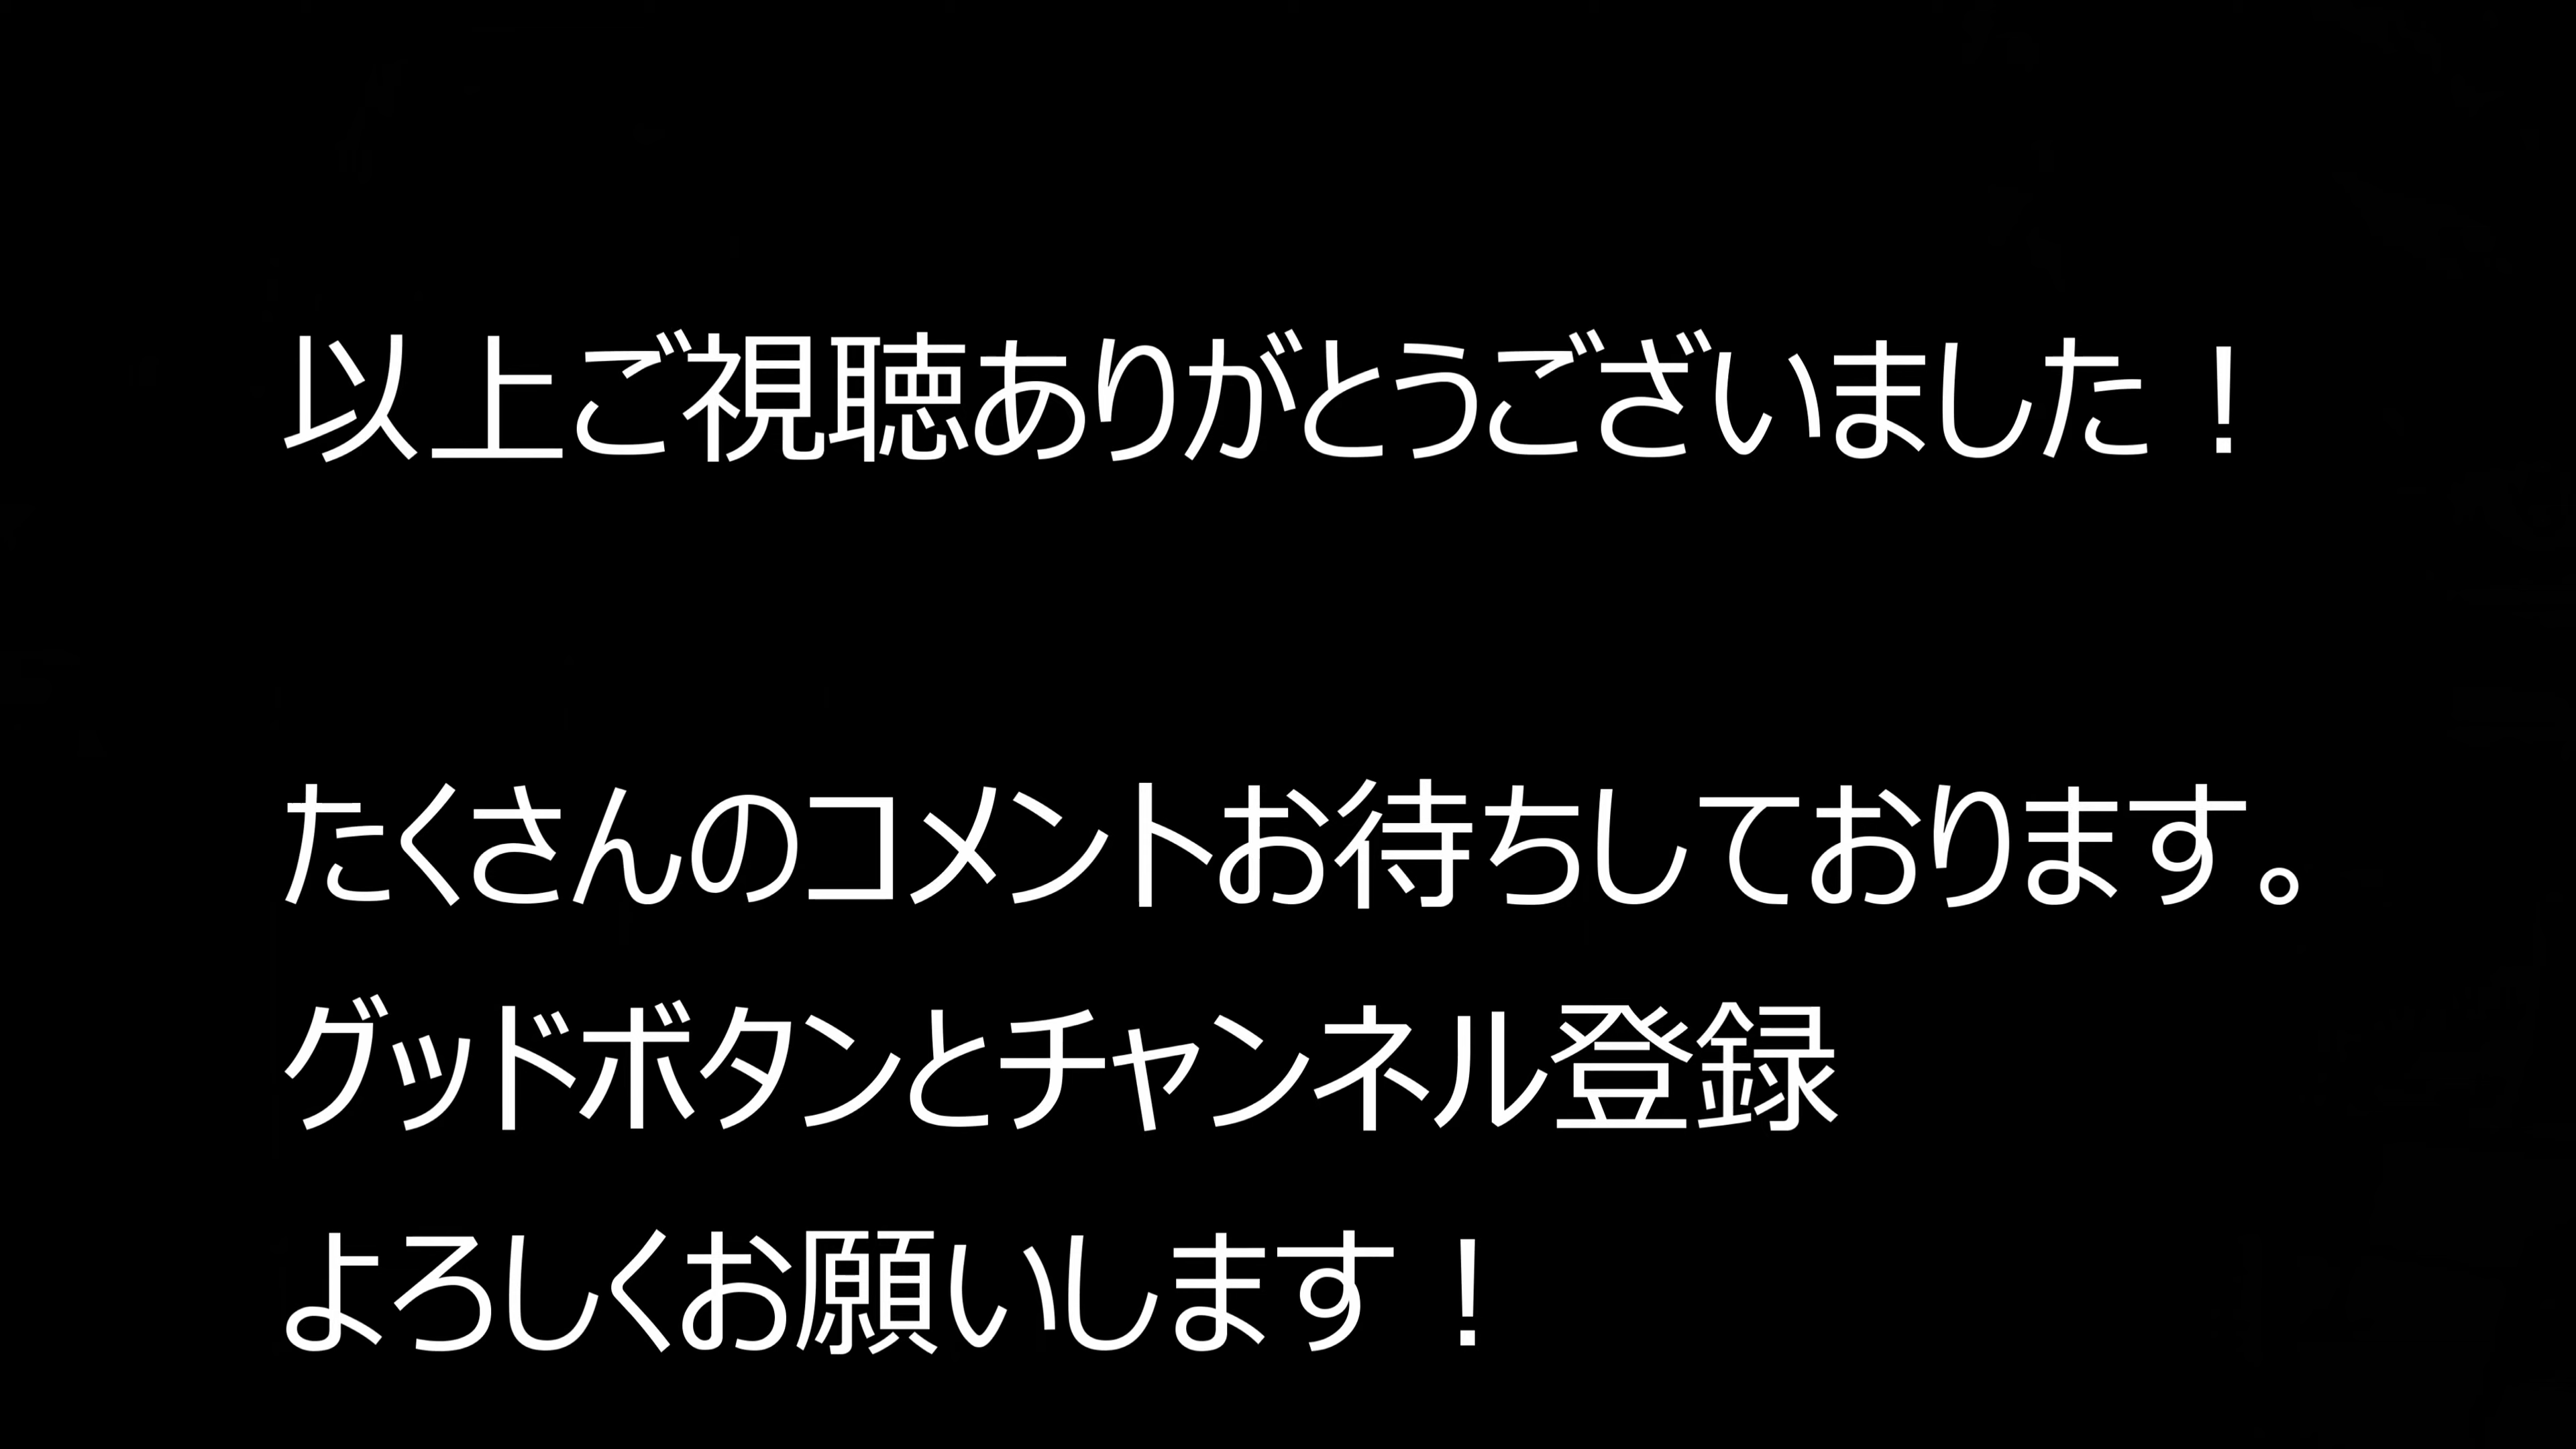 以上ご視聴ありがとうございました！
たくさんのコメントお待ちしております。
グッドボタンとチャンネル登録
よろしくお願いします！